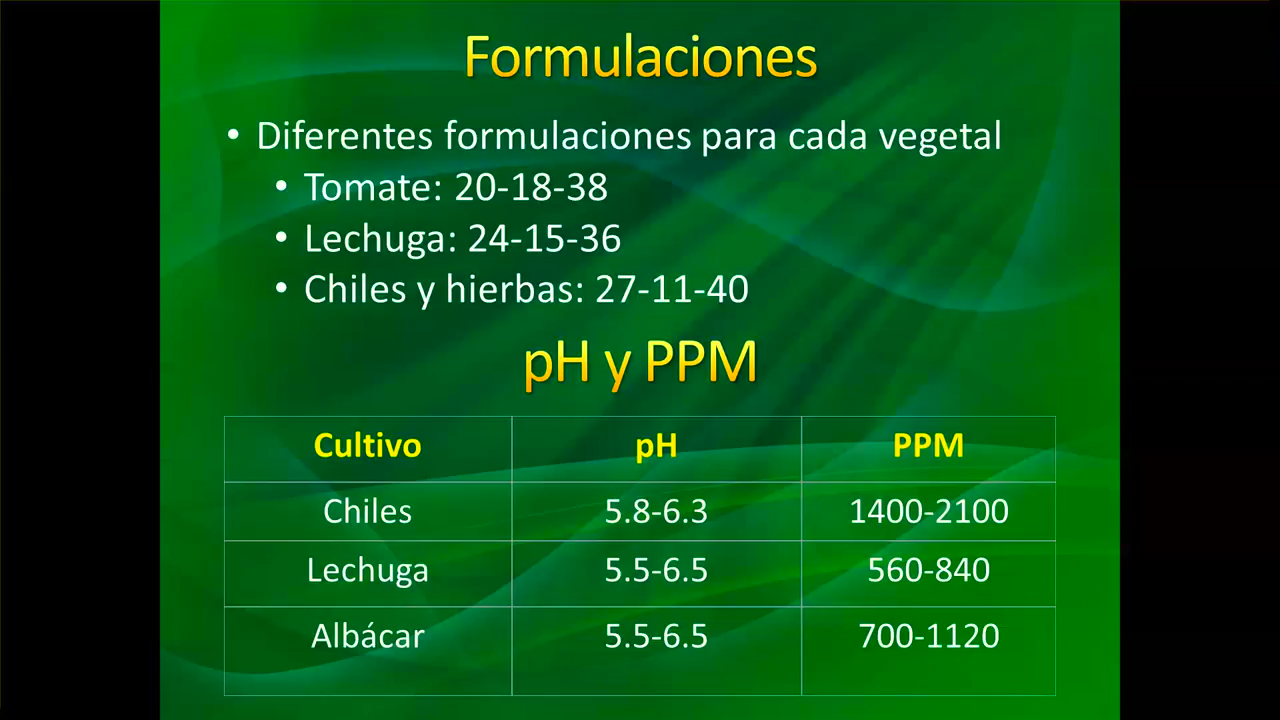 Formulaciones
• Diferentes formulaciones para cada vegetal
• Tomate: 20-18-38
• Lechuga: 24-15-36
• Chiles y hierbas: 27-11-40
pH y PPM
Cultivo pH PPM
Chiles 5.8-6.3 1400-2100
Lechuga 5.5-6.5 560-840
Albácar 5.5-6.5 700-1120